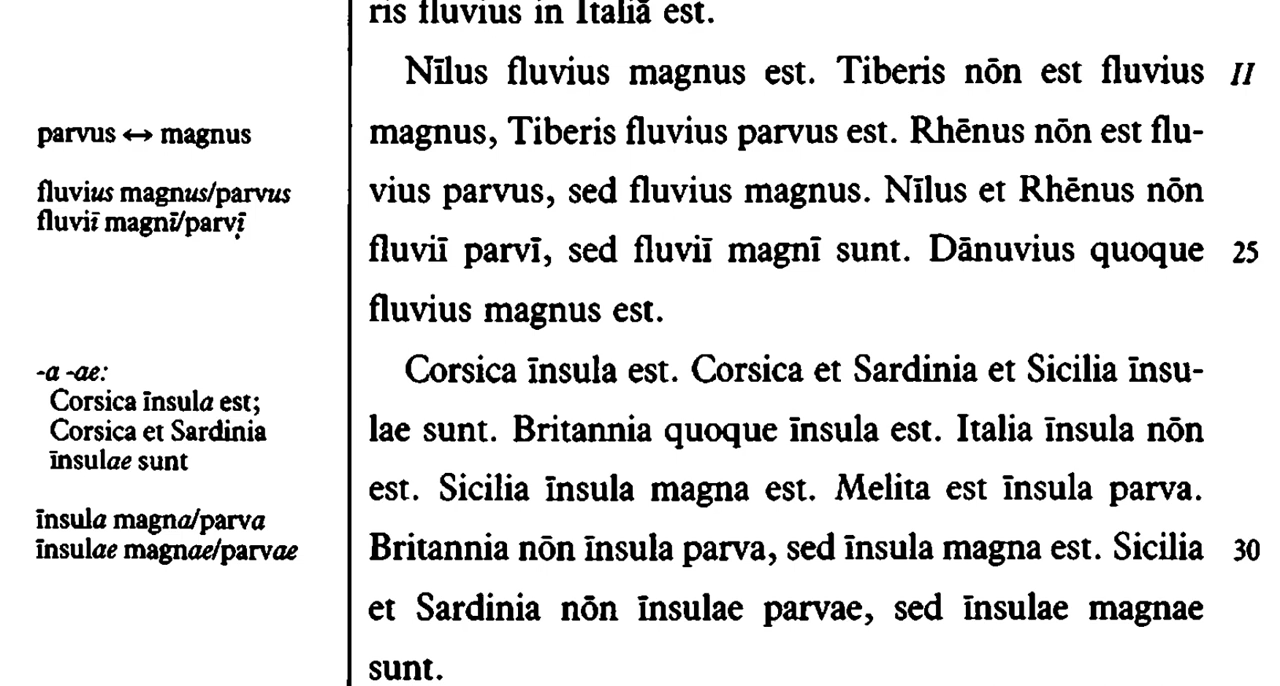 ris fluvius in Italiā est.
Nīlus fluvius magnus est. Tiberis nōn est fluvius II
parvus ↔ magnus
magnus, Tiberis fluvius parvus est. Rhēnus nōn est flu-
fluvius magnus/parvus
vius parvus, sed fluvius magnus. Nīlus et Rhēnus nōn
fluviī magnī/parvī
fluviī parvī, sed fluviī magnī sunt. Dānuvius quoque 25
fluvius magnus est.
-a -ae:
Corsica īnsula est;
Corsica et Sardinia
īnsulae sunt
Corsica īnsula est. Corsica et Sardinia et Sicilia īnsu-
lae sunt. Britannia quoque īnsula est. Italia īnsula nōn
est. Sicilia īnsula magna est. Melita est īnsula parva.
īnsula magna/parva
īnsulae magnae/parvae
Britannia nōn īnsula parva, sed īnsula magna est. Sicilia 30
et Sardinia nōn īnsulae parvae, sed īnsulae magnae
sunt.